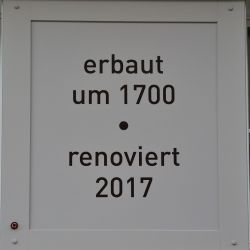 erbaut
um 1700
•
renoviert
2017